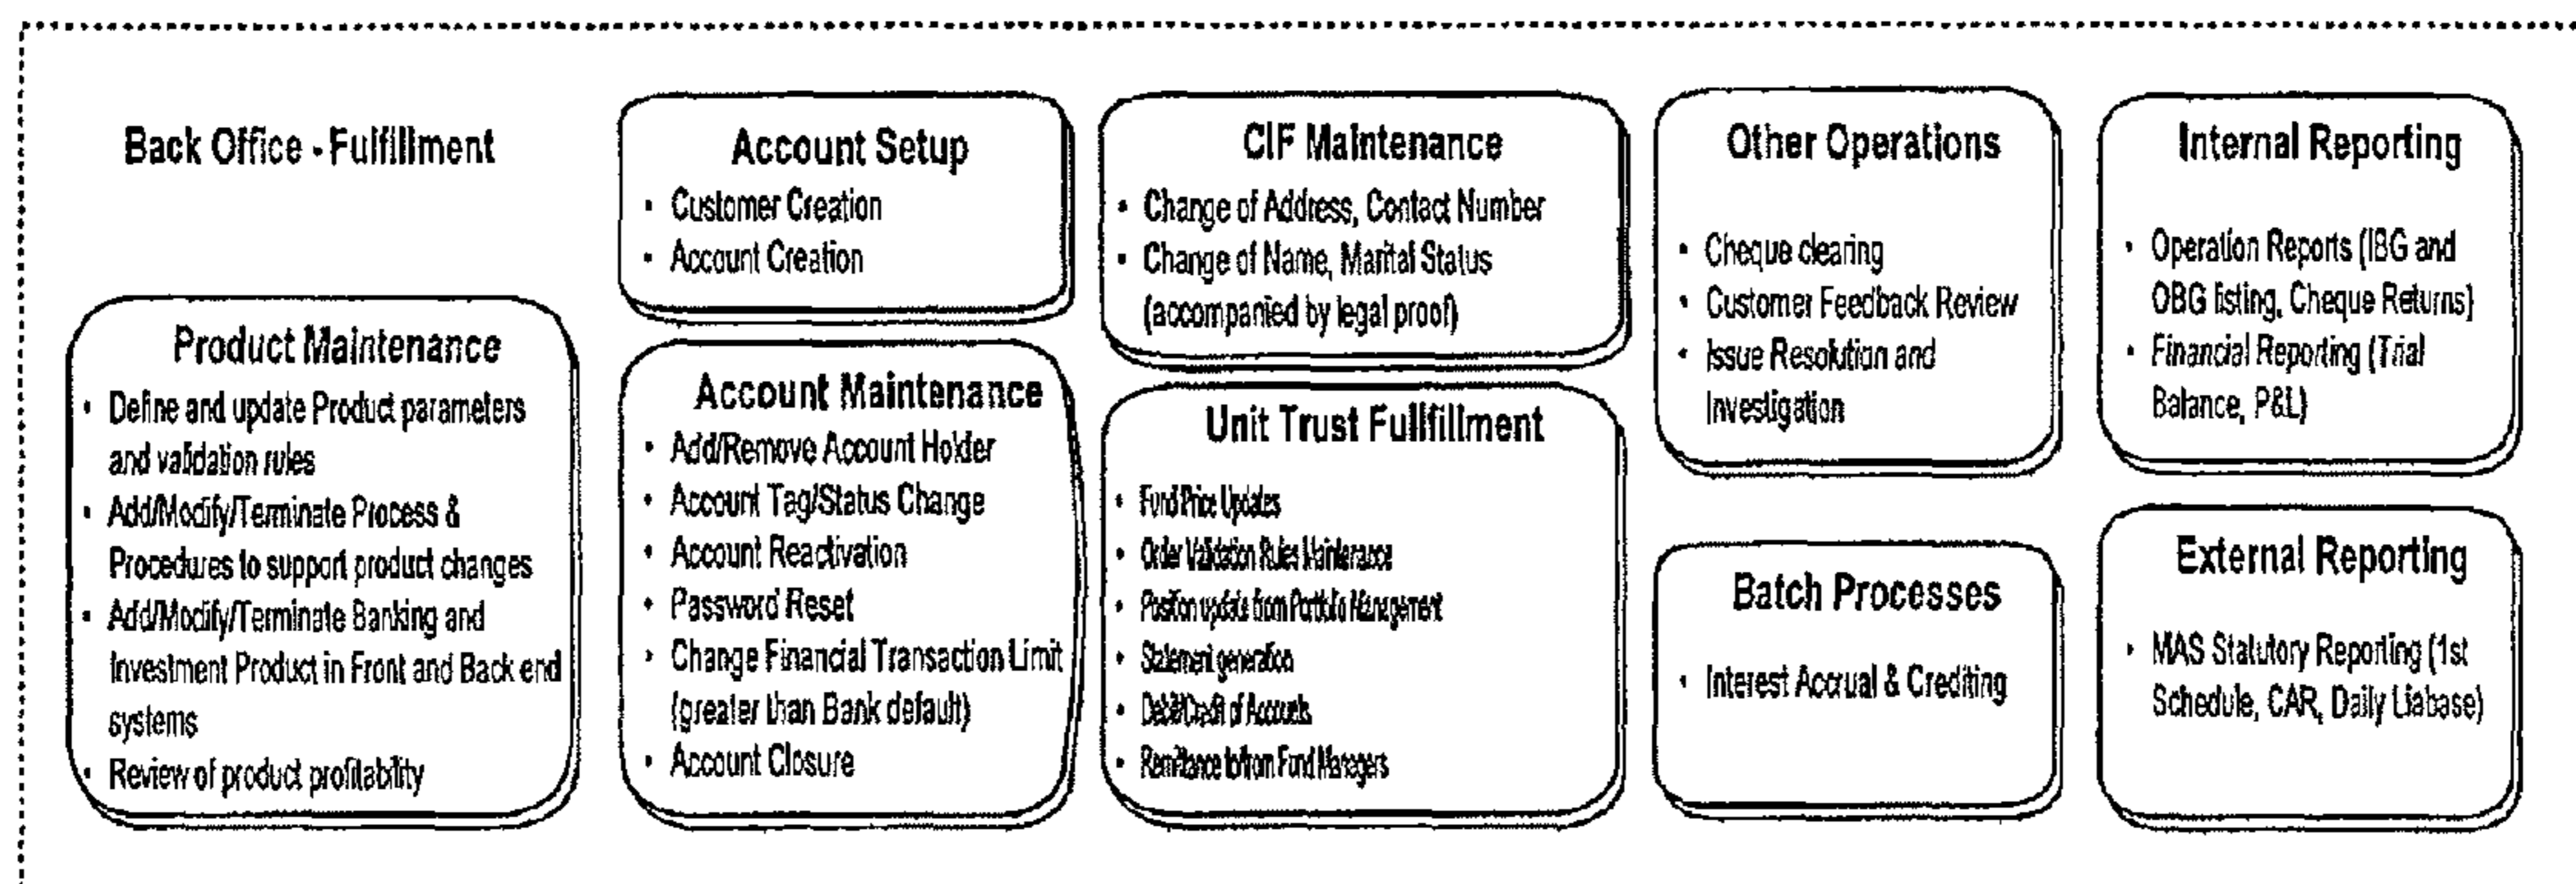 Back Office - Fulfillment
Product Maintenance
• Define and update Product parameters
and validation rules
• Add/Modify/Terminate Process &
Procedures to support product changes
• Add/Modify/Terminate Banking and
Investment Product in Front and Back end
systems
• Review of product profitability
Account Setup
• Customer Creation
• Account Creation
Account Maintenance
• Add/Remove Account Holder
• Account Tag/Status Change
• Account Reactivation
• Password Reset
• Change Financial Transaction Limit
(greater than Bank default)
• Account Closure
CIF Maintenance
• Change of Address, Contact Number
• Change of Name, Marital Status
(accompanied by legal proof)
Unit Trust Fullfillment
• Fund Price Updates
• Order Validation Rules Maintenance
• Position update from Portfolio Management
• Statement generation
• Debit/Credit of Accounts
• Remittance to/from Fund Managers
Other Operations
• Cheque clearing
• Customer Feedback Review
• Issue Resolution and
Investigation
Batch Processes
• Interest Accrual & Crediting
Internal Reporting
• Operation Reports (IBG and
OBG listing, Cheque Returns)
• Financial Reporting (Trial
Balance, P&L)
External Reporting
• MAS Statutory Reporting (1st
Schedule, CAR, Daily Liabase)